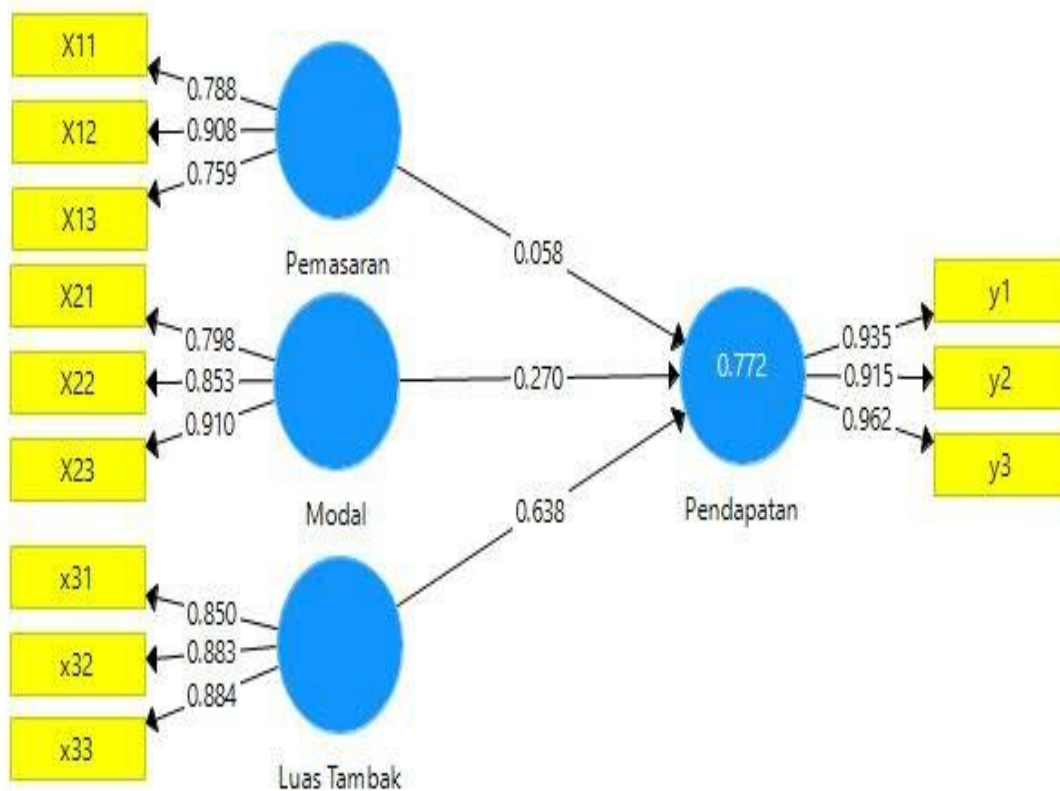 X11
0.788
X12
0.908
0.759
X13
Pemasaran
0.058
X21
0.798
X22
0.853
0.910
X23
Modal
0.270
x31
0.850
x32
0.883
0.884
x33
Luas Tambak
0.638
0.772
Pendapatan
0.935
y1
0.915
y2
0.962
y3